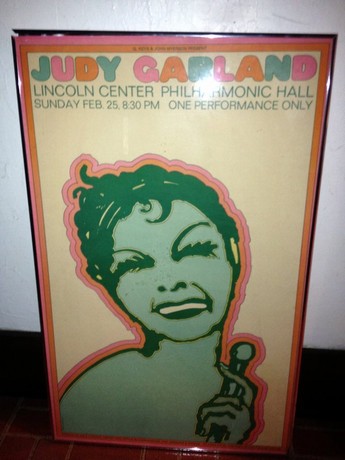 JUDY GARLAND
LINCOLN CENTER PHILHARMONIC HALL
SUNDAY FEB. 25, 8:30 PM ONE PERFORMANCE ONLY